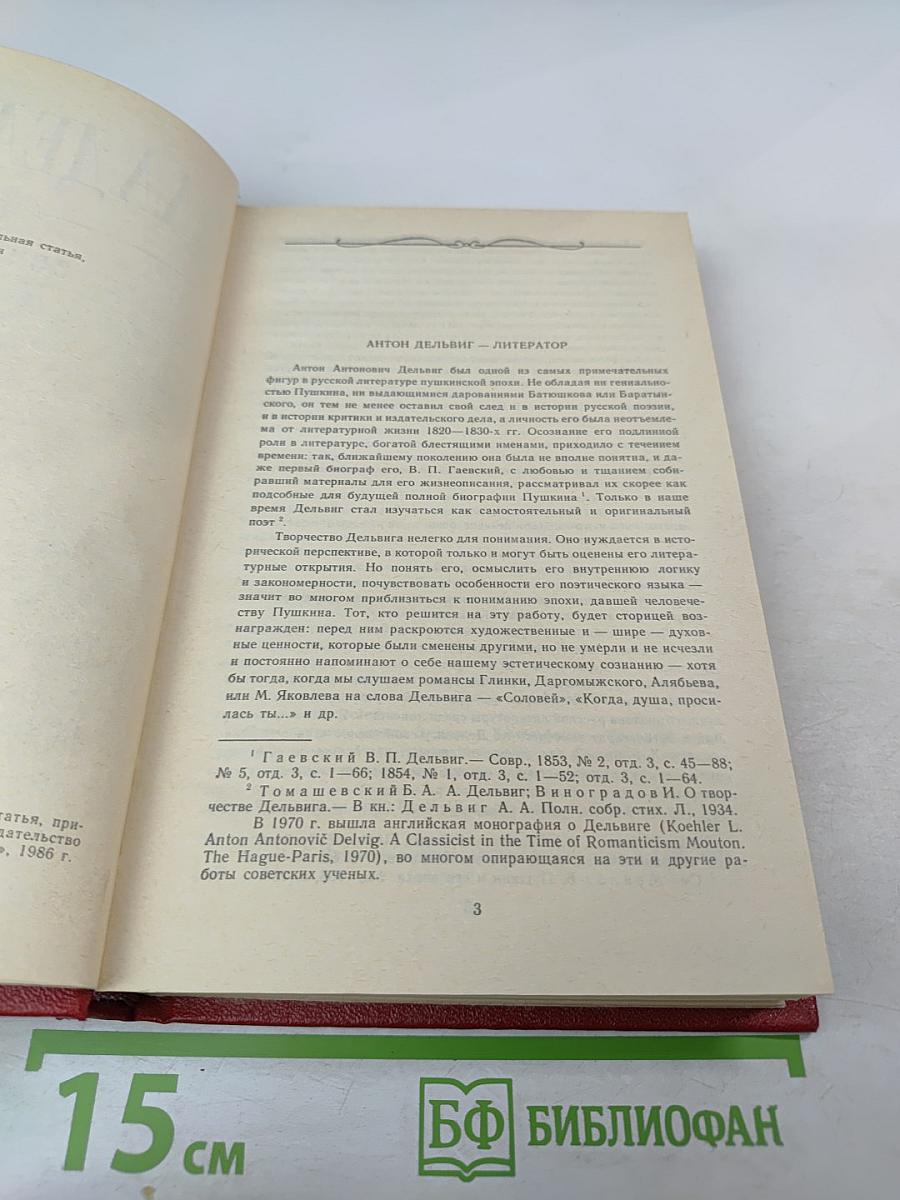 льная статья,
АНТОН ДЕЛЬВИГ — ЛИТЕРАТОР
Антон Антонович Дельвиг был одной из самых примечательных
фигур в русской литературе пушкинской эпохи. Не обладая ни гениально-
стью Пушкина, ни выдающимися дарованиями Батюшкова или Баратын-
ского, он тем не менее оставил свой след и в истории русской поэзии,
и в истории критики и издательского дела, а личность его была неотъемле-
ма от литературной жизни 1820—1830-х гг. Осознание его подлинной
роли в литературе, богатой блестящими именами, приходило с течением
времени: так, ближайшему поколению она была не вполне понятна, и да-
же первый биограф его, В. П. Гаевский, с любовью и тщанием соби-
равший материалы для его жизнеописания, рассматривал их скорее как
подсобные для будущей полной биографии Пушкина ¹. Только в наше
время Дельвиг стал изучаться как самостоятельный и оригинальный
поэт ².
Творчество Дельвига нелегко для понимания. Оно нуждается в исто-
рической перспективе, в которой только и могут быть оценены его литера-
турные открытия. Но понять его, осмыслить его внутреннюю логику
и закономерности, почувствовать особенности его поэтического языка —
значит во многом приблизиться к пониманию эпохи, давшей человече-
ству Пушкина. Тот, кто решится на эту работу, будет сторицей воз-
награжден: перед ним раскроются художественные и — шире — духов-
ные ценности, которые были сменены другими, но не умерли и не исчезли
и постоянно напоминают о себе нашему эстетическому сознанию — хотя
бы тогда, когда мы слушаем романсы Глинки, Даргомыжского, Алябьева,
или М. Яковлева на слова Дельвига — «Соловей», «Когда, душа, проси-
лась ты...» и др.
¹ Гаевский В. П. Дельвиг.— Совр., 1853, № 2, отд. 3, с. 45—88;
№ 5, отд. 3, с. 1—66; 1854, № 1, отд. 3, с. 1—52; отд. 3, с. 1—64.
² Томашевский Б. А. А. Дельвиг; Виноградов И. О твор-
честве Дельвига.— В кн.: Дельвиг А. А. Полн. собр. стих. Л., 1934.
В 1970 г. вышла английская монография о Дельвиге (Koehler L.
Anton Antonovič Delvig. A Classicist in the Time of Romanticism Mouton.
The Hague-Paris, 1970), во многом опирающаяся на эти и другие ра-
боты советских ученых.
3
татья, при-
дательство
», 1986 г.
15 см
БФ БИБЛИОФАН